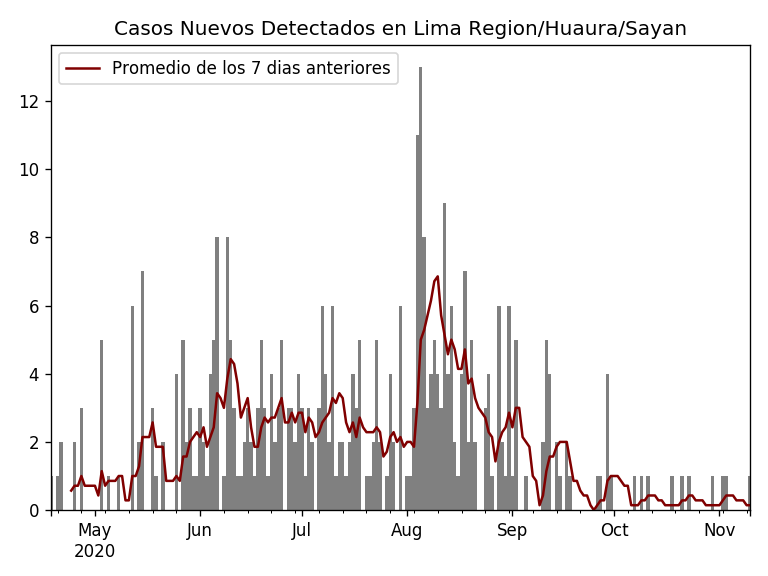 Casos Nuevos Detectados en Lima Region/Huaura/Sayan
Promedio de los 7 dias anteriores
12
10
8
6
4
2
0
May Jun Jul Aug Sep Oct Nov
2020